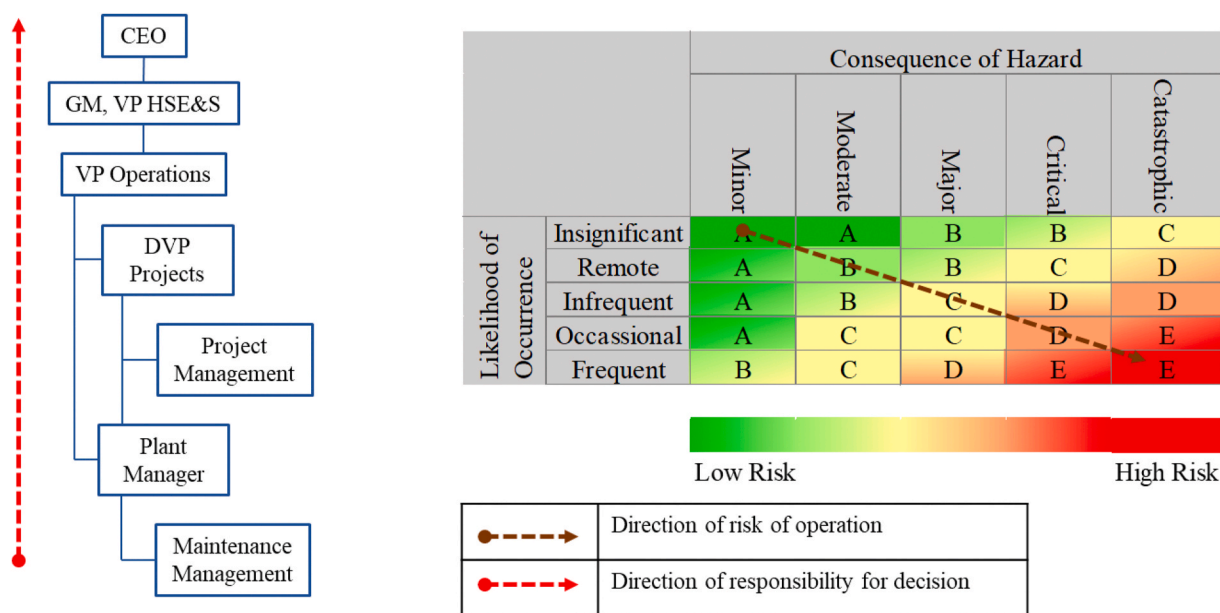 CEO
GM, VP HSE&S
VP Operations
DVP
Projects
Project
Management
Plant
Manager
Maintenance
Management
Consequence of Hazard
Minor
Moderate
Major
Critical
Catastrophic
Likelihood of
Occurrence
Insignificant A A B B C
Remote A B B C D
Infrequent A B C D D
Occassional A C C D E
Frequent B C D E E
Low Risk
High Risk
Direction of risk of operation
Direction of responsibility for decision